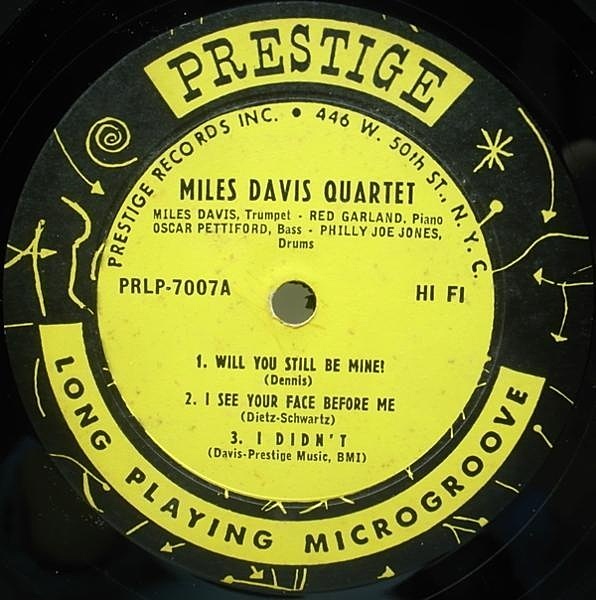 PRESTIGE
PRESTIGE RECORDS INC. • 446 W. 50th ST., N.Y.C.
MILES DAVIS QUARTET
MILES DAVIS, Trumpet - RED GARLAND, Piano
OSCAR PETTIFORD, Bass - PHILLY JOE JONES,
Drums
PRLP-7007A HI FI
1. WILL YOU STILL BE MINE!
(Dennis)
2. I SEE YOUR FACE BEFORE ME
(Dietz-Schwartz)
3. I DIDN'T
(Davis-Prestige Music, BMI)
LONG PLAYING MICROGROOVE